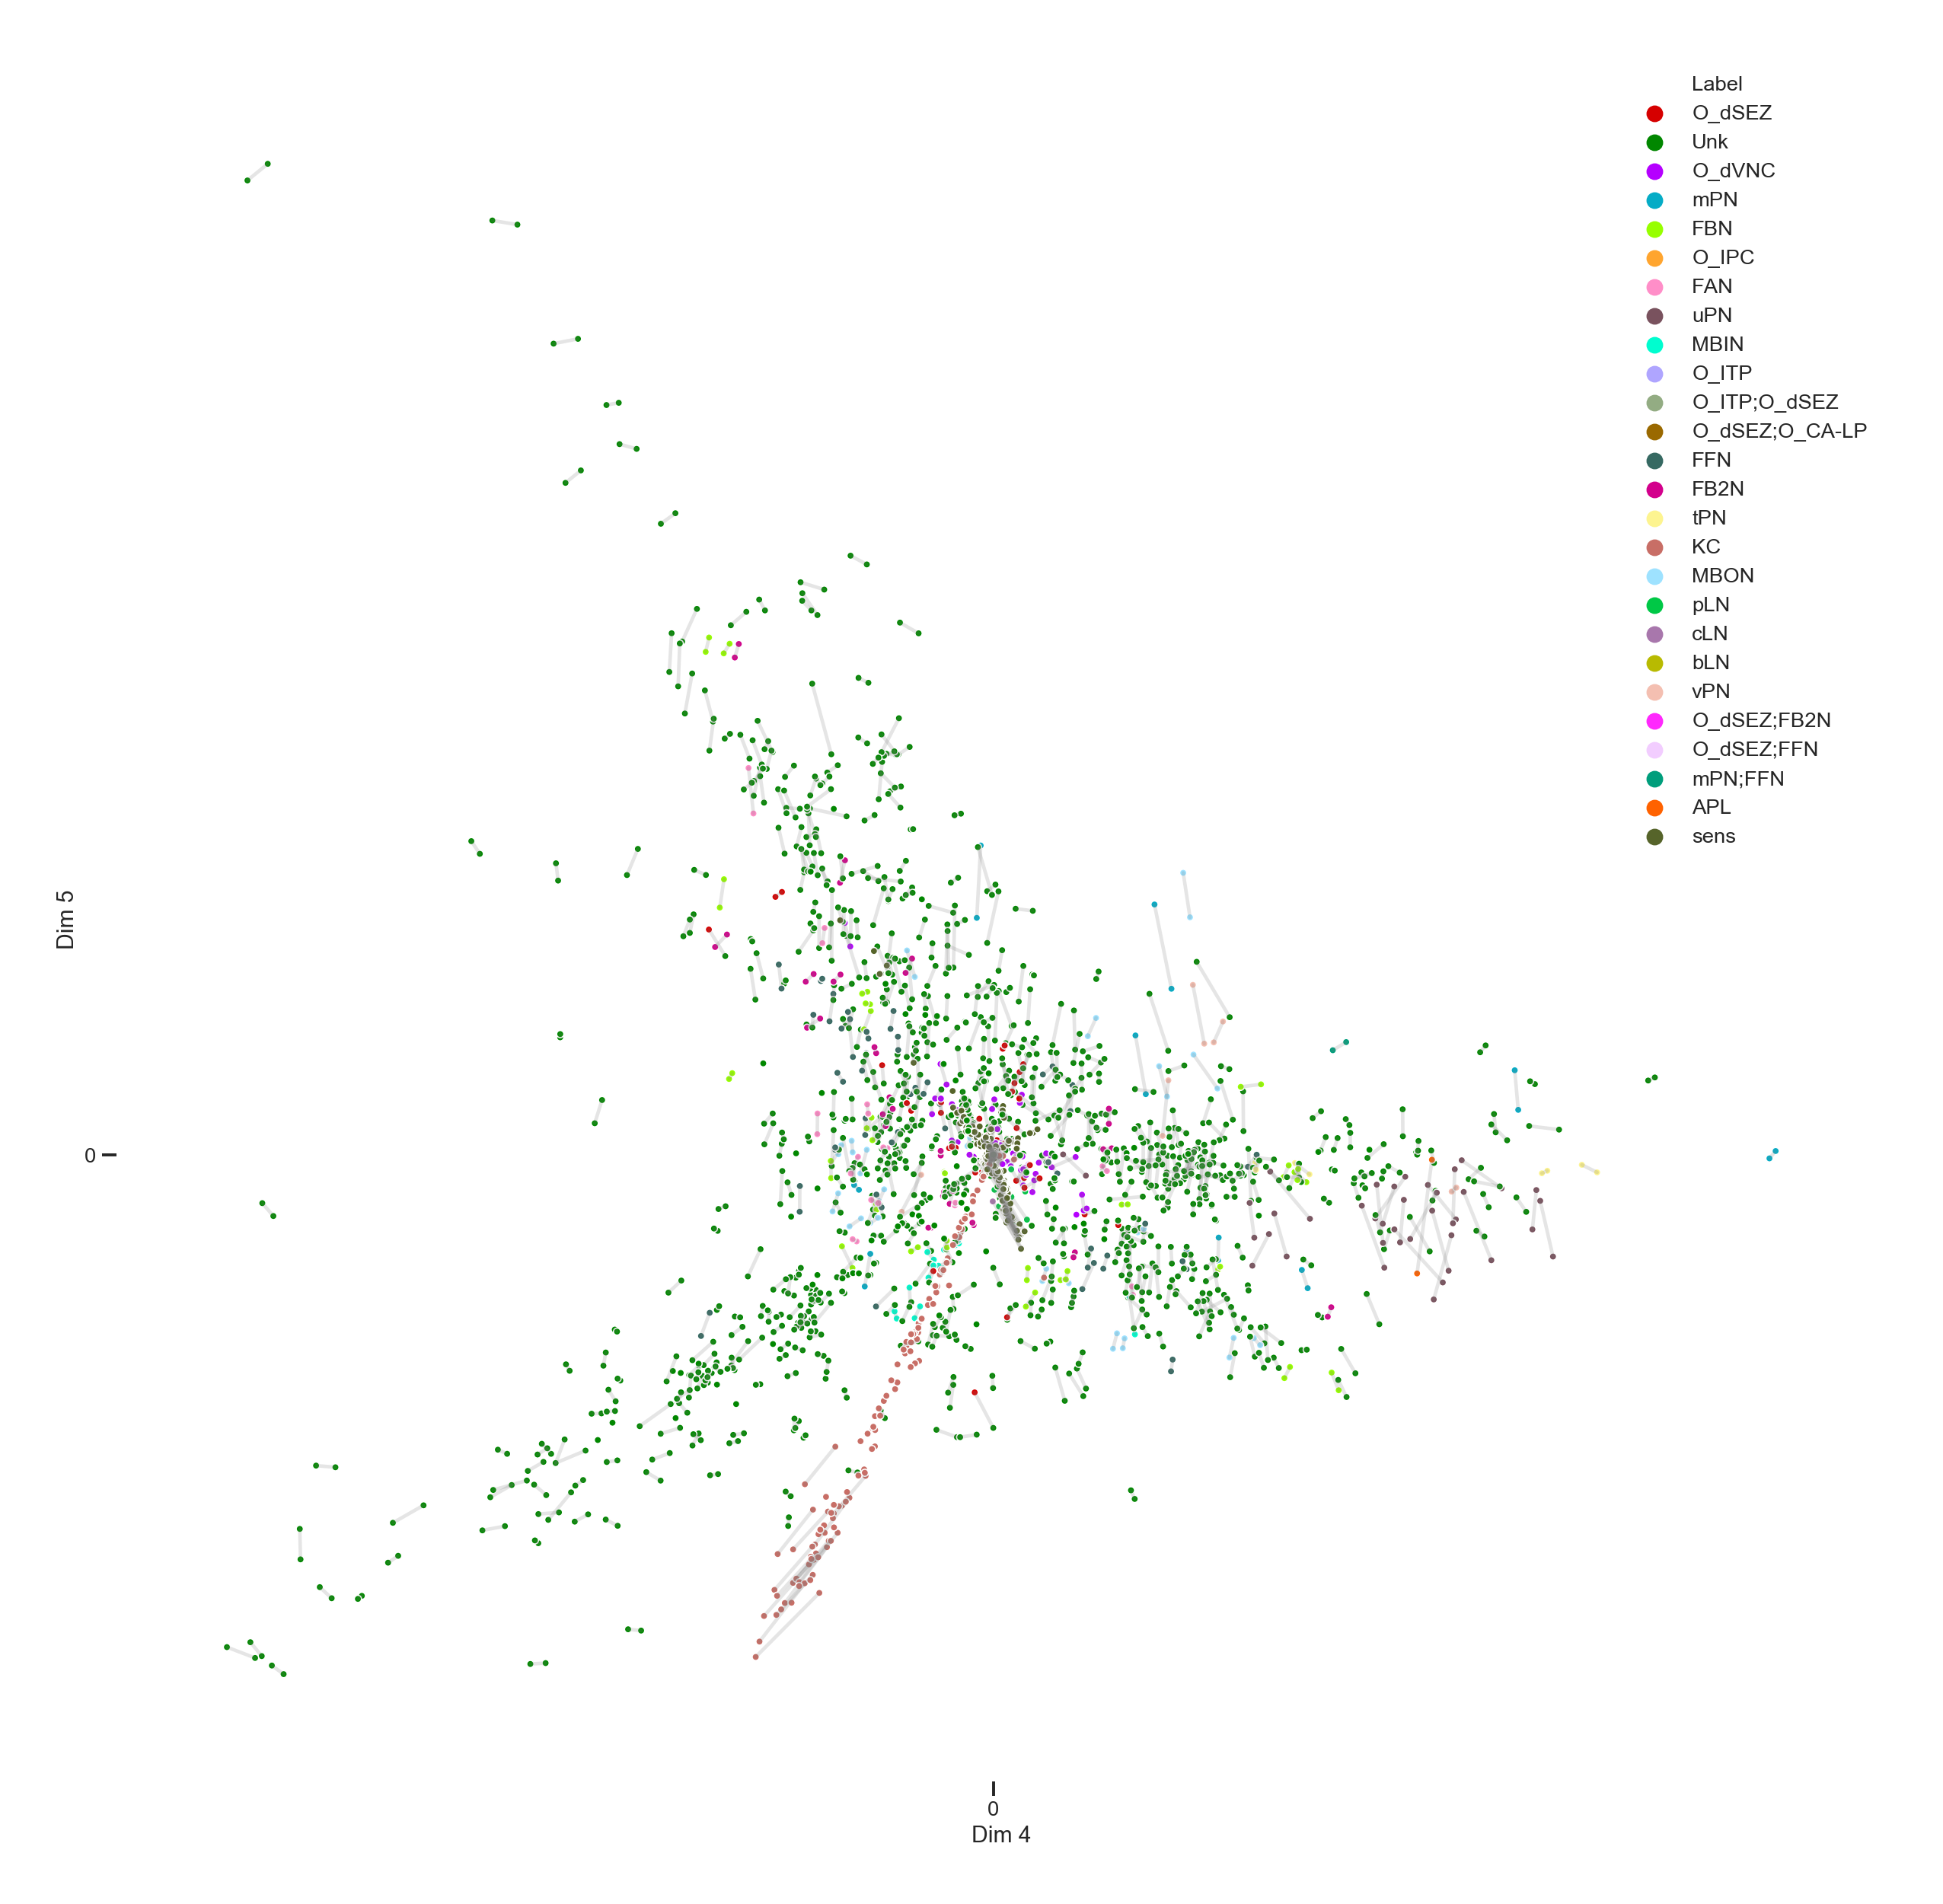 Label
O_dSEZ
Unk
O_dVNC
mPN
FBN
O_IPC
FAN
uPN
MBIN
O_ITP
O_ITP;O_dSEZ
O_dSEZ;O_CA-LP
FFN
FB2N
tPN
KC
MBON
pLN
cLN
bLN
vPN
O_dSEZ;FB2N
O_dSEZ;FFN
mPN;FFN
APL
sens
Dim 5
0
0
Dim 4